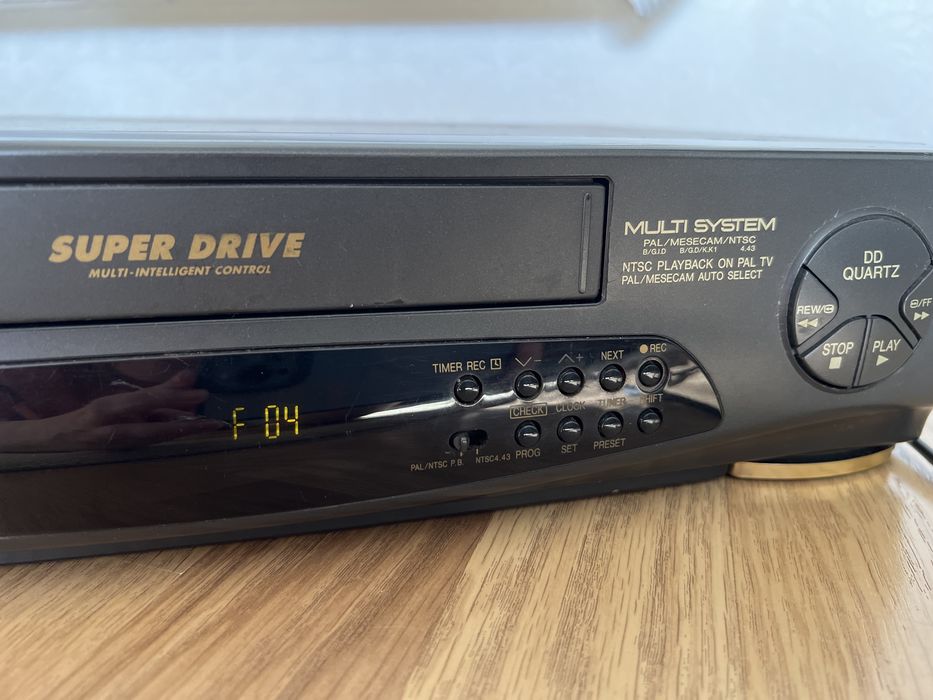 SUPER DRIVE
MULTI-INTELLIGENT CONTROL
MULTI SYSTEM
PAL/MESECAM/NTSC
B/G,I,D B/G,D/K,K1 4.43
NTSC PLAYBACK ON PAL TV
PAL/MESECAM AUTO SELECT
DD
QUARTZ
REW/
/FF
STOP
PLAY
TIMER REC
- + NEXT REC
CHECK CLOCK TUNER SHIFT
PAL/NTSC P.B. NTSC4.43 PROG SET PRESET
F 04